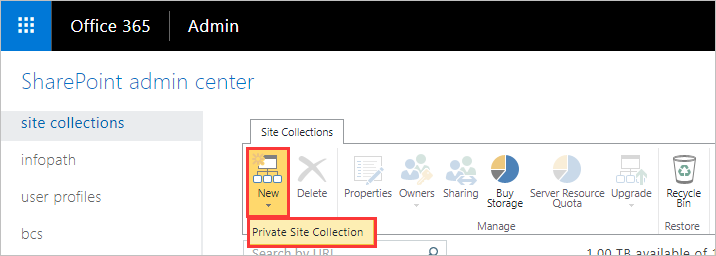 Office 365 Admin
SharePoint admin center
site collections
infopath
user profiles
bcs
Site Collections
New Delete Properties Owners Sharing Buy Storage Server Resource Quota Upgrade Recycle Bin
Manage Restore
Private Site Collection
Search by URL
1.00 TB available of